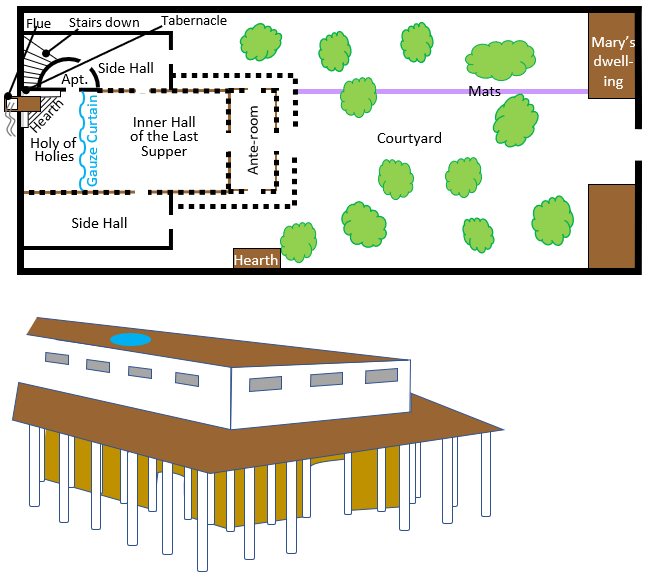 Flue
Stairs down
Tabernacle
Apt.
Side Hall
Hearth
Holy of
Holies
Gauze Curtain
Inner Hall
of the Last
Supper
Ante-room
Side Hall
Hearth
Courtyard
Mats
Mary's
dwell-
ing